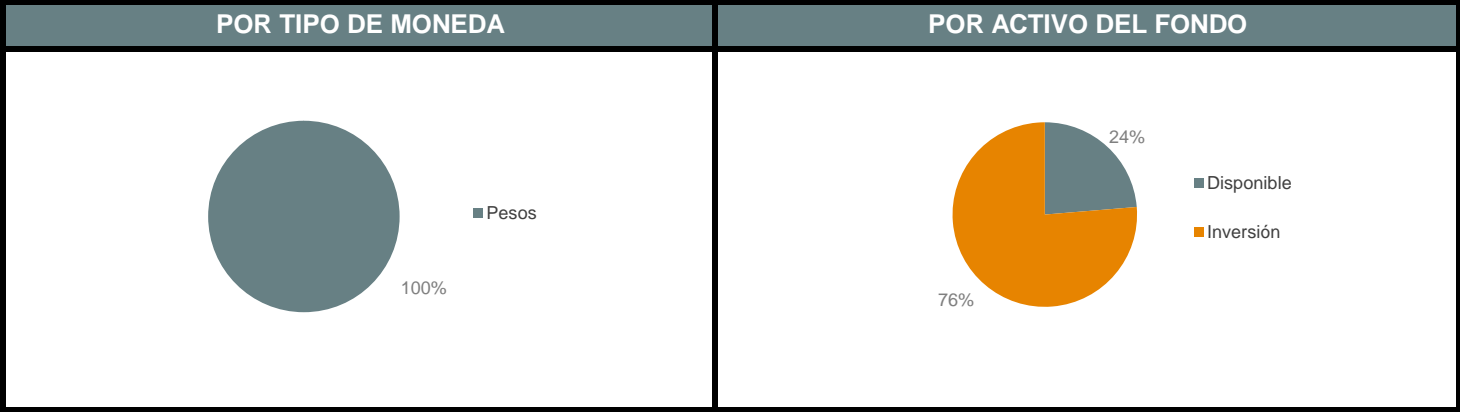 POR TIPO DE MONEDA
Pesos
100%
POR ACTIVO DEL FONDO
24%
Disponible
Inversión
76%